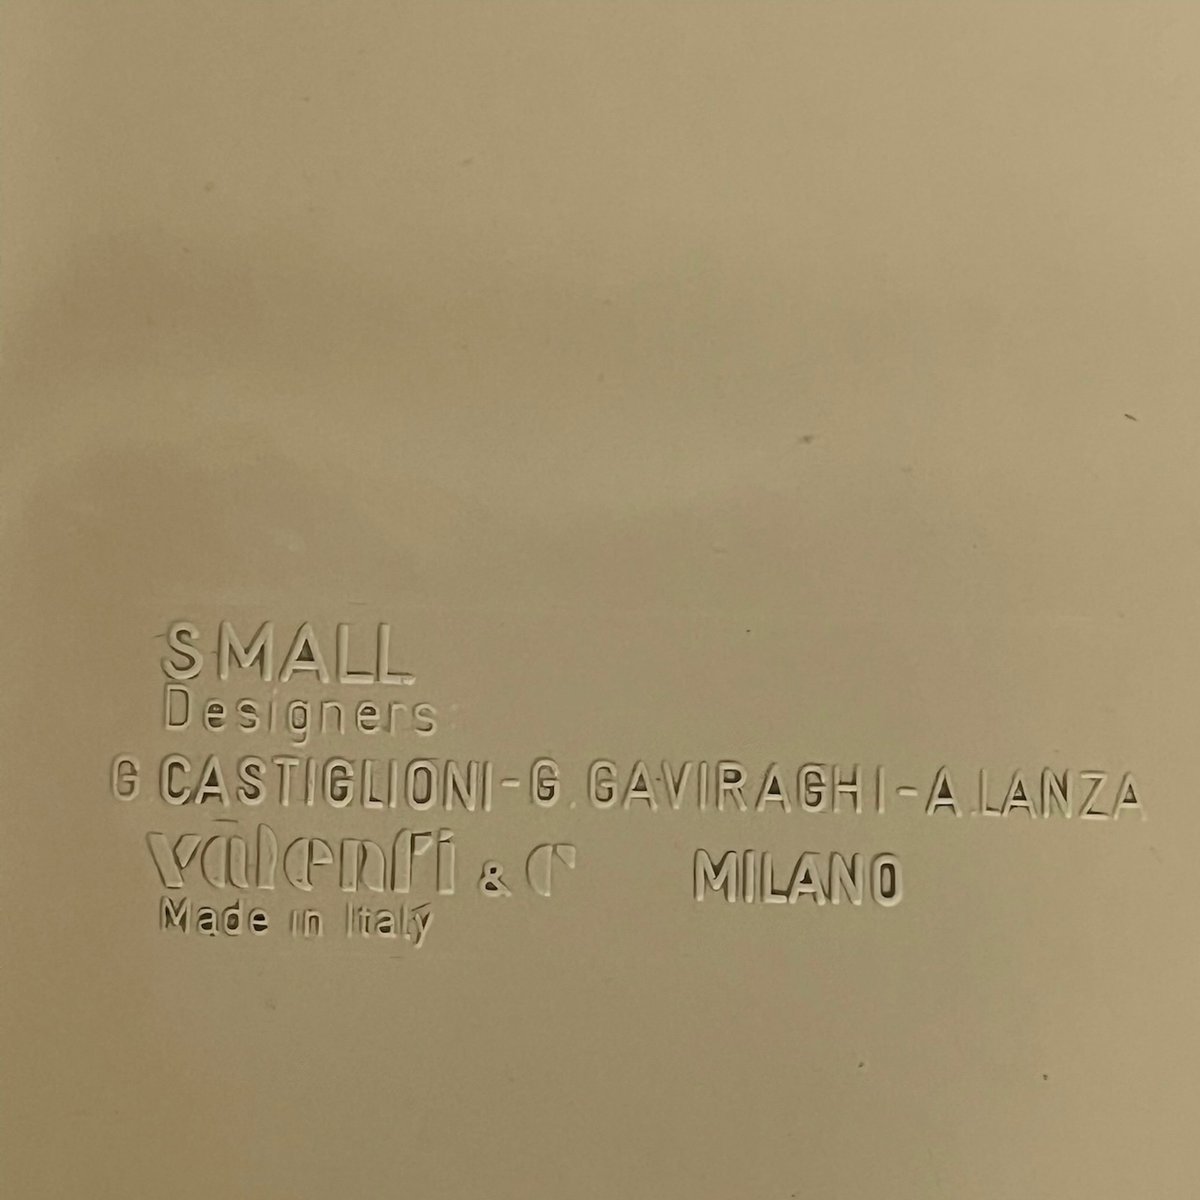 SMALL
Designers:
G.CASTIGLIONI-G.GAVIRAGHI-A.LANZA
valenti & C MILANO
Made in Italy